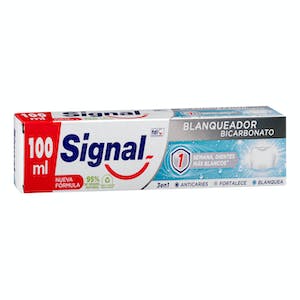 100
ml
Signal
NUEVA
FÓRMULA
95%
BLANQUEADOR
BICARBONATO
1
SEMANA, DIENTES
MÁS BLANCOS*
3en1 ANTICARIES FORTALECE BLANQUEA